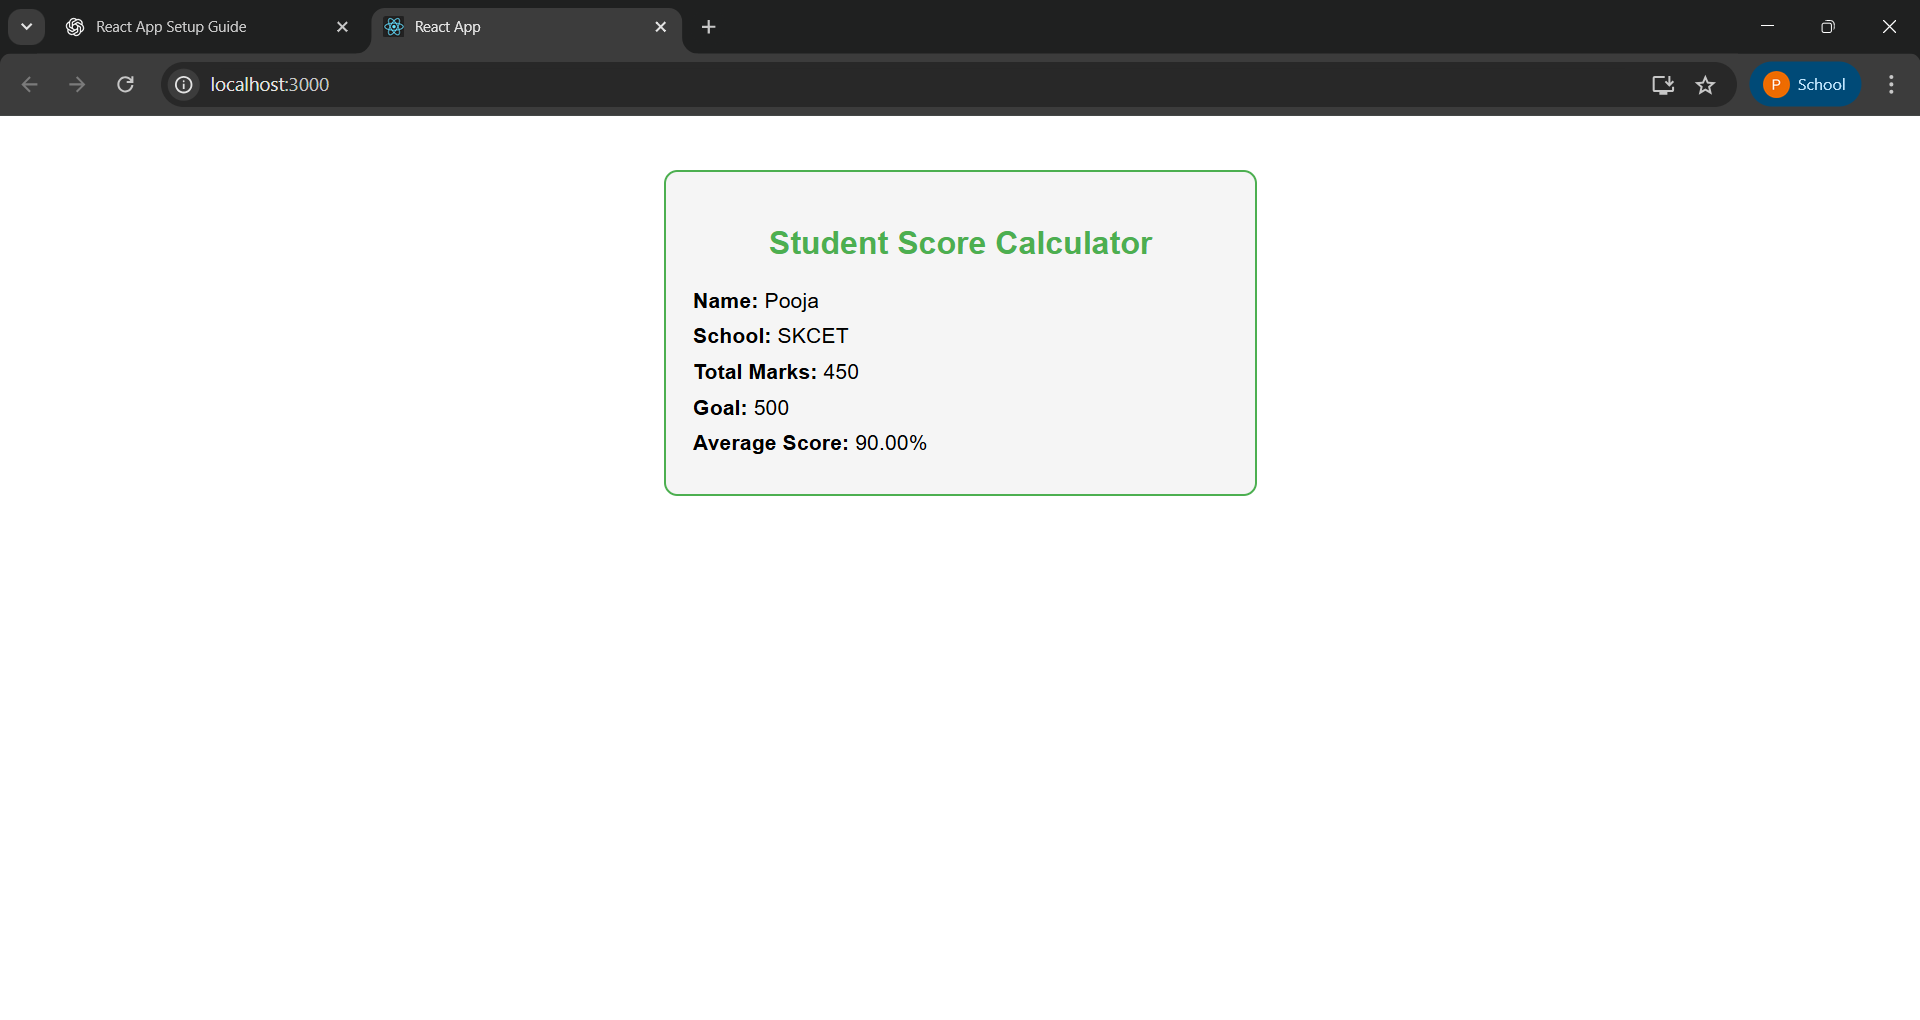 React App Setup Guide
React App
localhost:3000
P School
Student Score Calculator
Name: Pooja
School: SKCET
Total Marks: 450
Goal: 500
Average Score: 90.00%